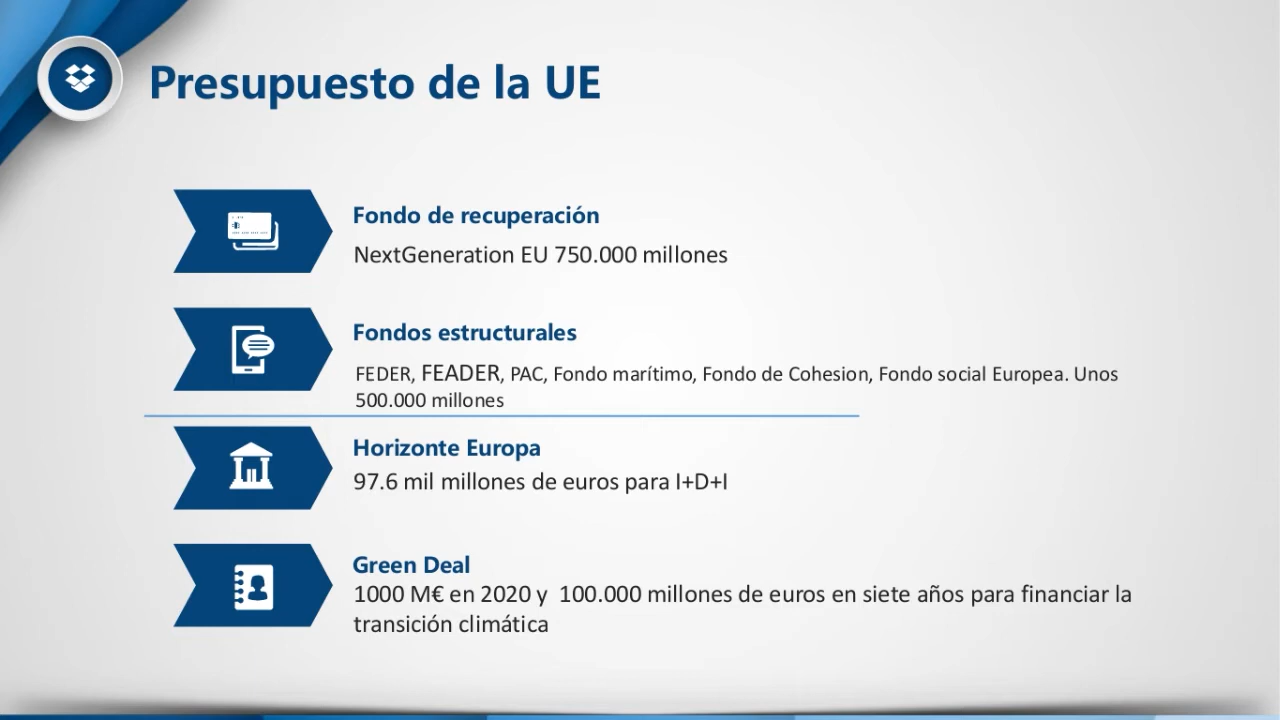 Presupuesto de la UE
Fondo de recuperación
NextGeneration EU 750.000 millones
Fondos estructurales
FEDER, FEADER, PAC, Fondo marítimo, Fondo de Cohesion, Fondo social Europea. Unos
500.000 millones
Horizonte Europa
97.6 mil millones de euros para I+D+I
Green Deal
1000 M€ en 2020 y  100.000 millones de euros en siete años para financiar la
transición climática